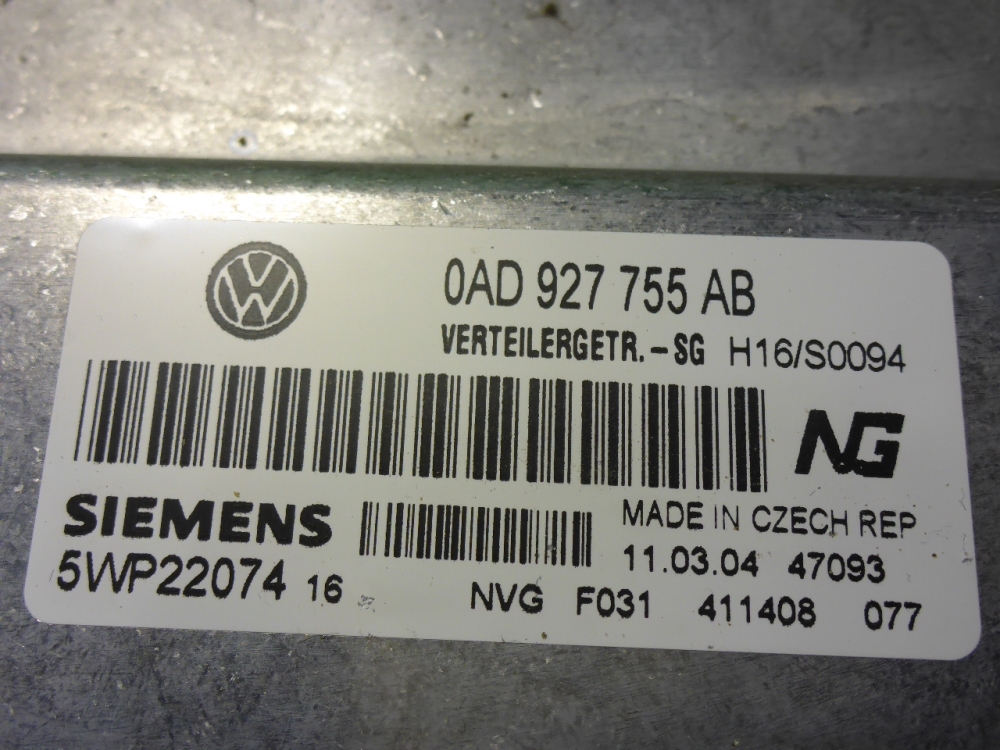 0AD 927 755 AB
VERTEILERGETR.-SG H16/S0094
NG
SIEMENS
MADE IN CZECH REP
5WP22074 16
11.03.04 47093
NVG F031 411408 077